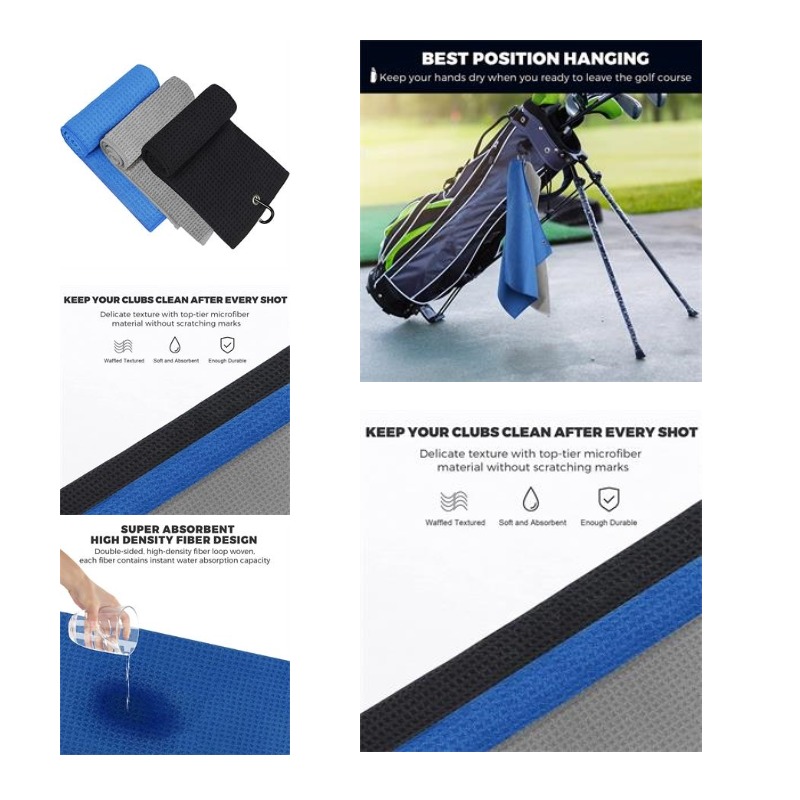 BEST POSITION HANGING
Keep your hands dry when you ready to leave the golf course
KEEP YOUR CLUBS CLEAN AFTER EVERY SHOT
Delicate texture with top-tier microfiber
material without scratching marks
Waffled Textured Soft and Absorbent Enough Durable
SUPER ABSORBENT
HIGH DENSITY FIBER DESIGN
Double-sided, high-density fiber loop woven,
each fiber contains instant water absorption capacity
KEEP YOUR CLUBS CLEAN AFTER EVERY SHOT
Delicate texture with top-tier microfiber
material without scratching marks
Waffled Textured Soft and Absorbent Enough Durable